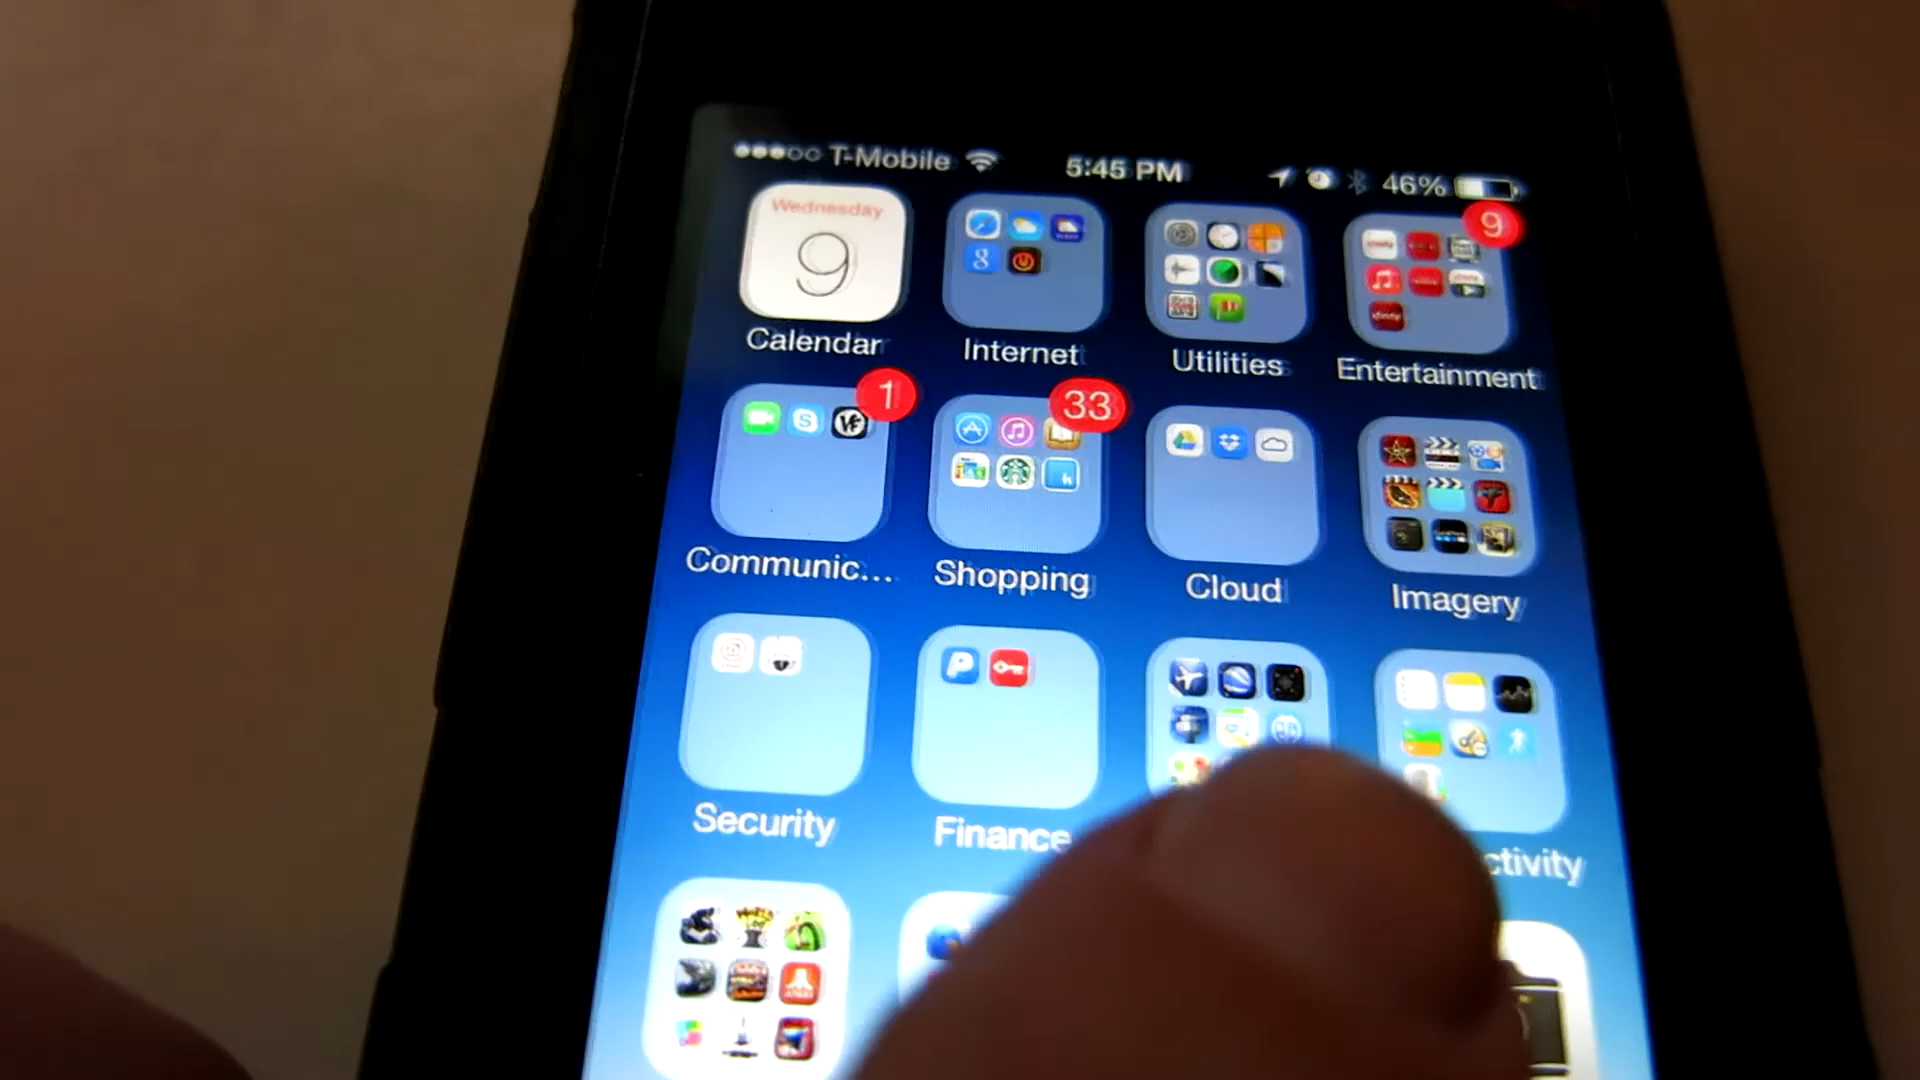 T-Mobile 5:45 PM 46%
Wednesday
9
9
Calendar Internet Utilities Entertainment
1 33
Communic... Shopping Cloud Imagery
Security Finance ctivity